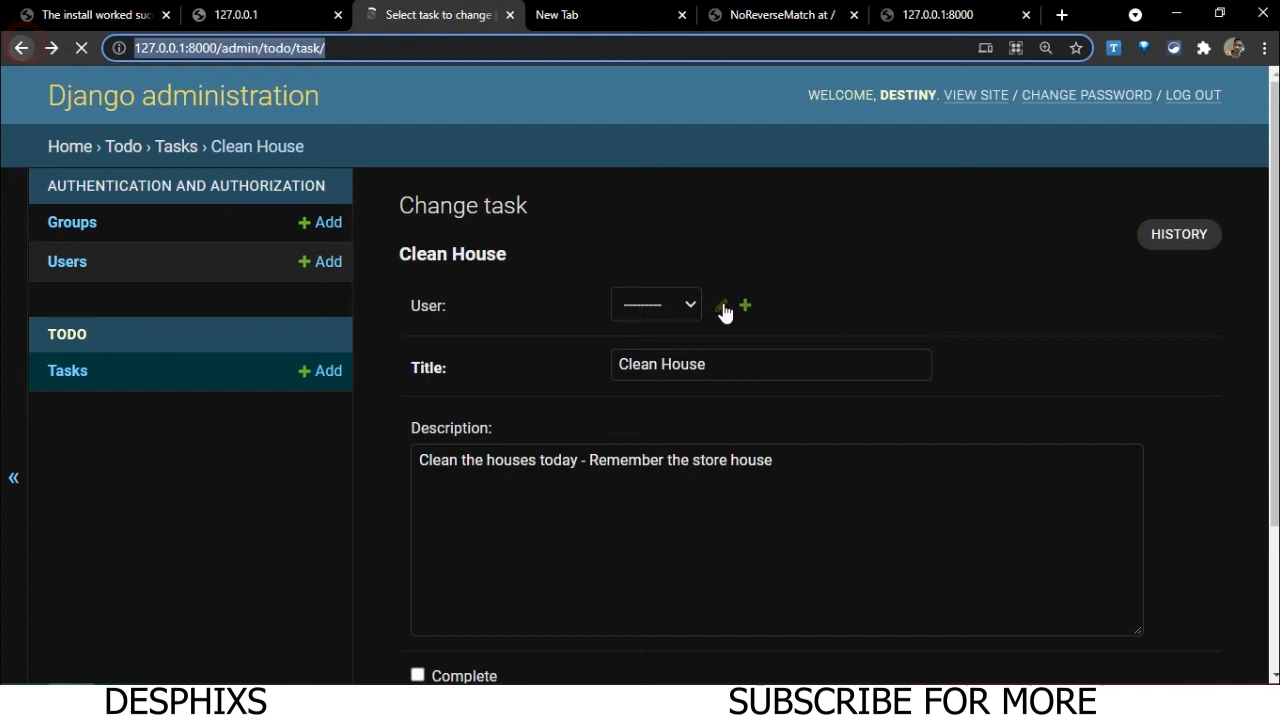 The install worked suc
127.0.0.1
Select task to change
New Tab
NoReverseMatch at /
127.0.0.1:8000
127.0.0.1:8000/admin/todo/task/
Django administration
WELCOME, DESTINY. VIEW SITE / CHANGE PASSWORD / LOG OUT
Home › Todo › Tasks › Clean House
AUTHENTICATION AND AUTHORIZATION
Groups + Add
Users + Add
TODO
Tasks + Add
«
Change task
HISTORY
Clean House
User: ---------
Title: Clean House
Description:
Clean the houses today - Remember the store house
Complete
DESPHIXS SUBSCRIBE FOR MORE